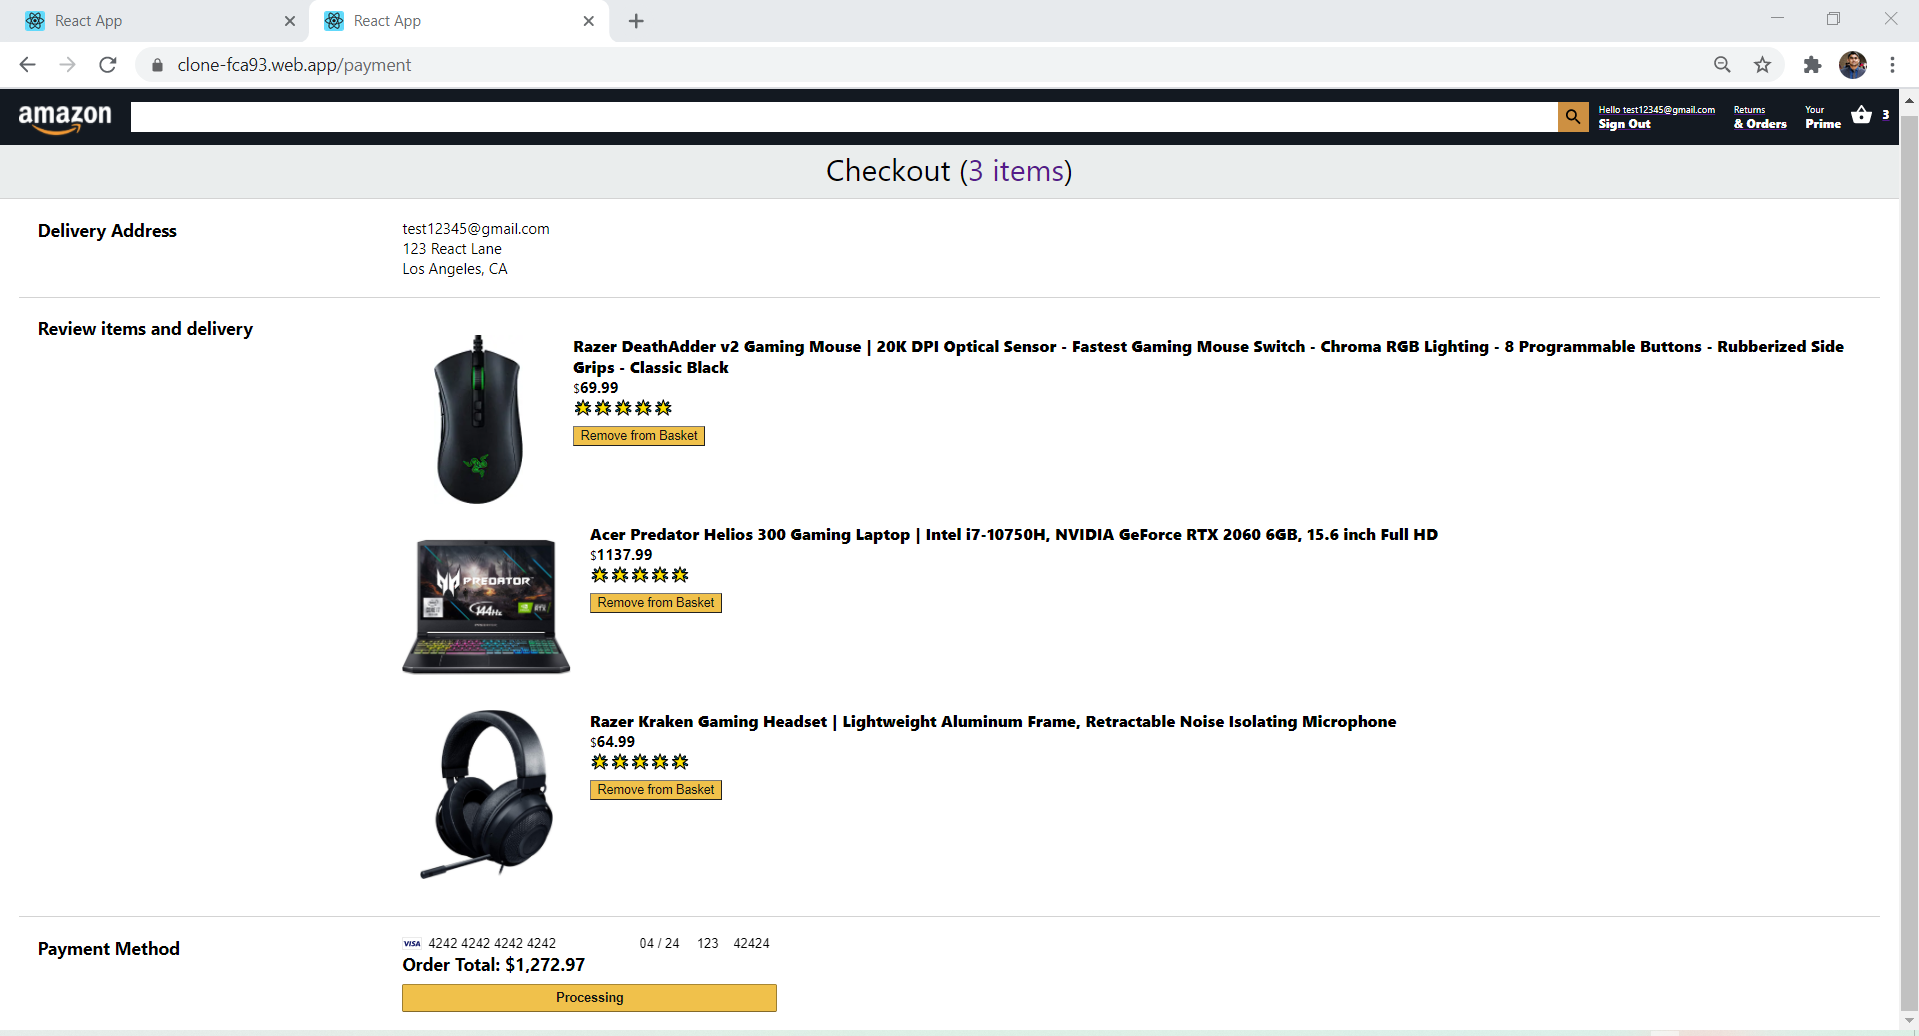 React App
React App
clone-fca93.web.app/payment
amazon
Hello test12345@gmail.com
Sign Out
Returns
& Orders
Your
Prime
3
Checkout (3 items)
Delivery Address
test12345@gmail.com
123 React Lane
Los Angeles, CA
Review items and delivery
Razer DeathAdder v2 Gaming Mouse | 20K DPI Optical Sensor - Fastest Gaming Mouse Switch - Chroma RGB Lighting - 8 Programmable Buttons - Rubberized Side
Grips - Classic Black
$69.99
Remove from Basket
Acer Predator Helios 300 Gaming Laptop | Intel i7-10750H, NVIDIA GeForce RTX 2060 6GB, 15.6 inch Full HD
$1137.99
Remove from Basket
PREDATOR
144Hz
RTX
Razer Kraken Gaming Headset | Lightweight Aluminum Frame, Retractable Noise Isolating Microphone
$64.99
Remove from Basket
Payment Method
VISA 4242 4242 4242 4242 04 / 24 123 42424
Order Total: $1,272.97
Processing